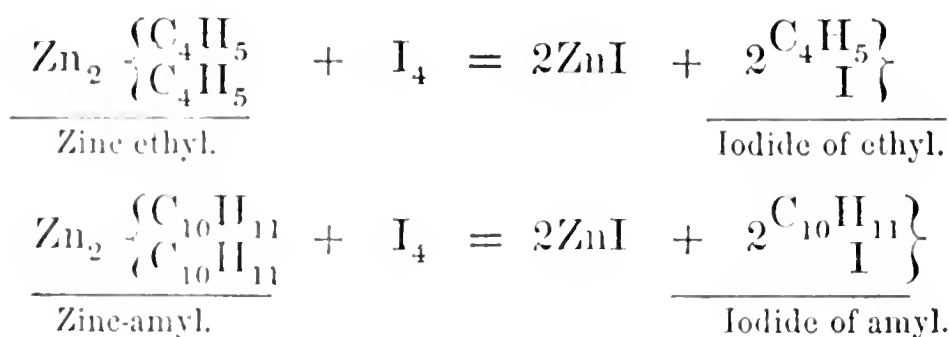 Zn₂ {C₄H₅ C₄H₅ + I₄ = 2ZnI + 2 C₄H₅ I}
Zinc ethyl. Iodide of ethyl.
Zn₂ {C₁₀H₁₁ C₁₀H₁₁ + I₄ = 2ZnI + 2 C₁₀H₁₁ I}
Zinc-amyl. Iodide of amyl.